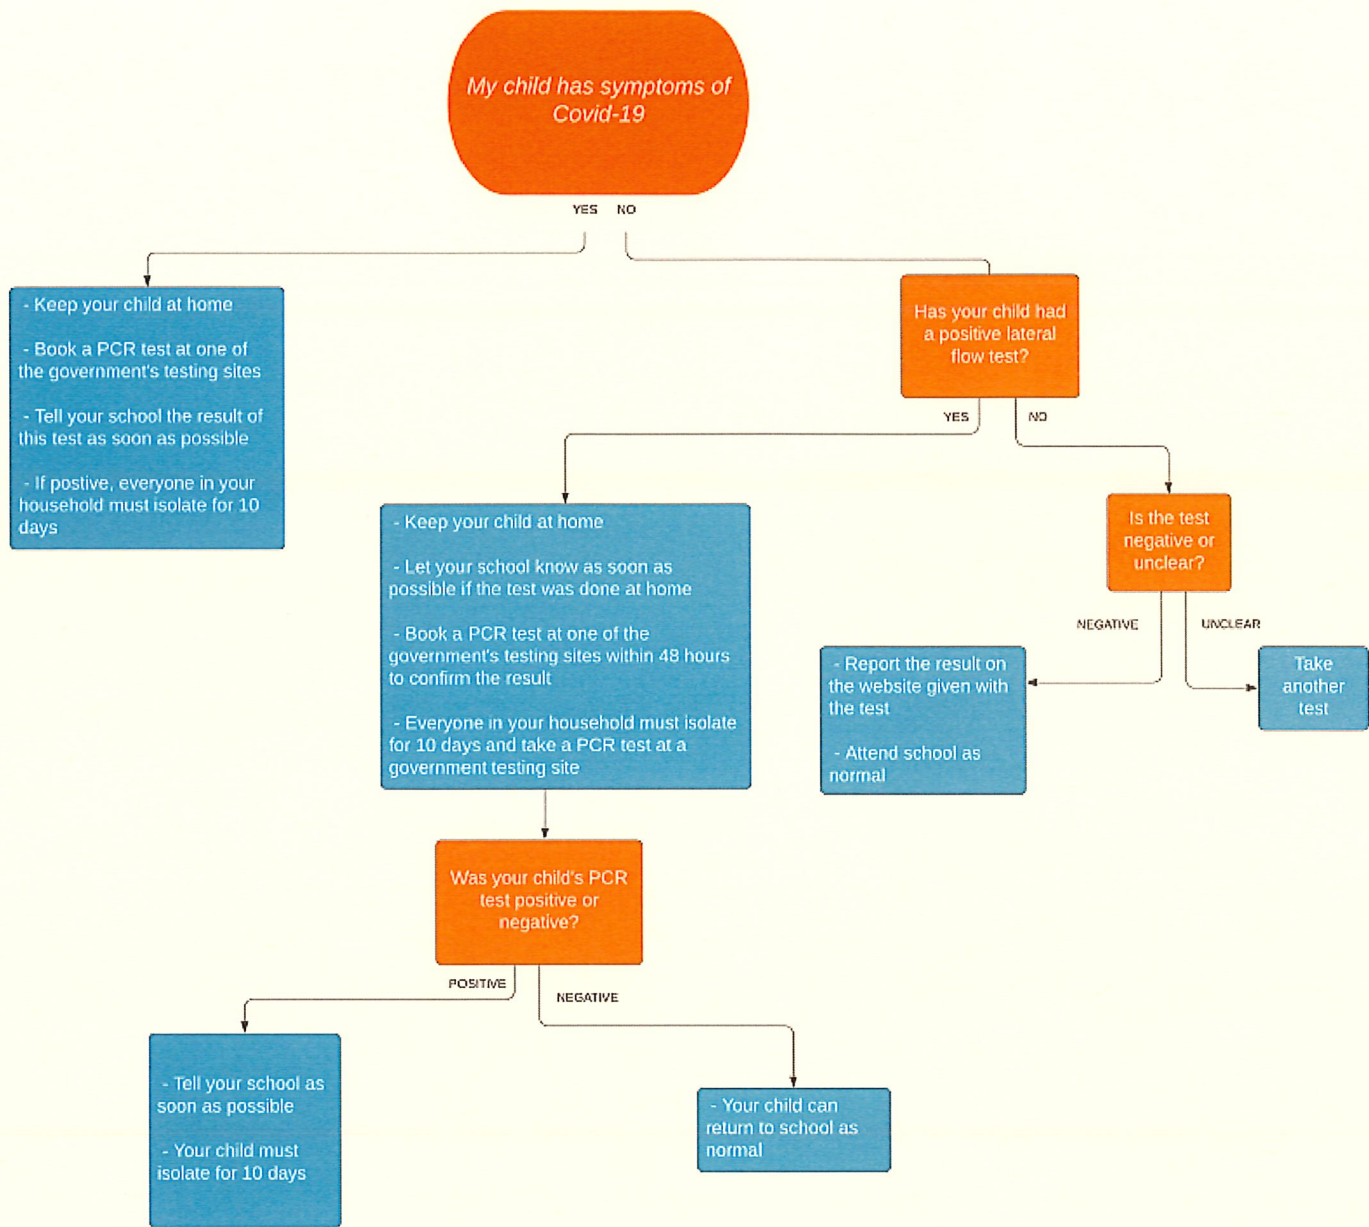 My child has symptoms of
Covid-19
YES NO
- Keep your child at home
- Book a PCR test at one of
the government's testing sites
- Tell your school the result of
this test as soon as possible
- If postive, everyone in your
household must isolate for 10
days
Has your child had
a positive lateral
flow test?
YES NO
- Keep your child at home
- Let your school know as soon as
possible if the test was done at home
- Book a PCR test at one of the
government's testing sites within 48 hours
to confirm the result
- Everyone in your household must isolate
for 10 days and take a PCR test at a
government testing site
Is the test
negative or
unclear?
NEGATIVE UNCLEAR
- Report the result on
the website given with
the test
- Attend school as
normal
Take
another
test
Was your child's PCR
test positive or
negative?
POSITIVE NEGATIVE
- Tell your school as
soon as possible
- Your child must
isolate for 10 days
- Your child can
return to school as
normal